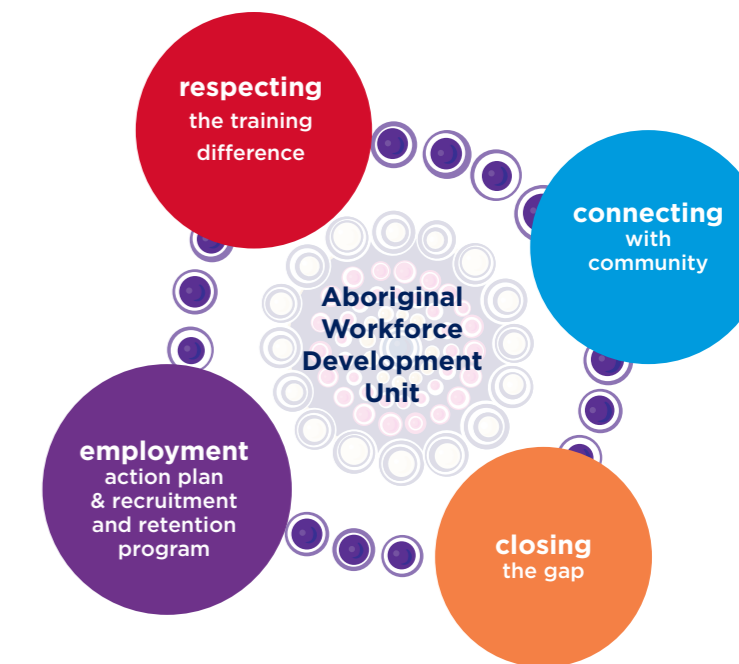 respecting
the training
difference
connecting
with
community
Aboriginal
Workforce
Development
Unit
employment
action plan
& recruitment
and retention
program
closing
the gap